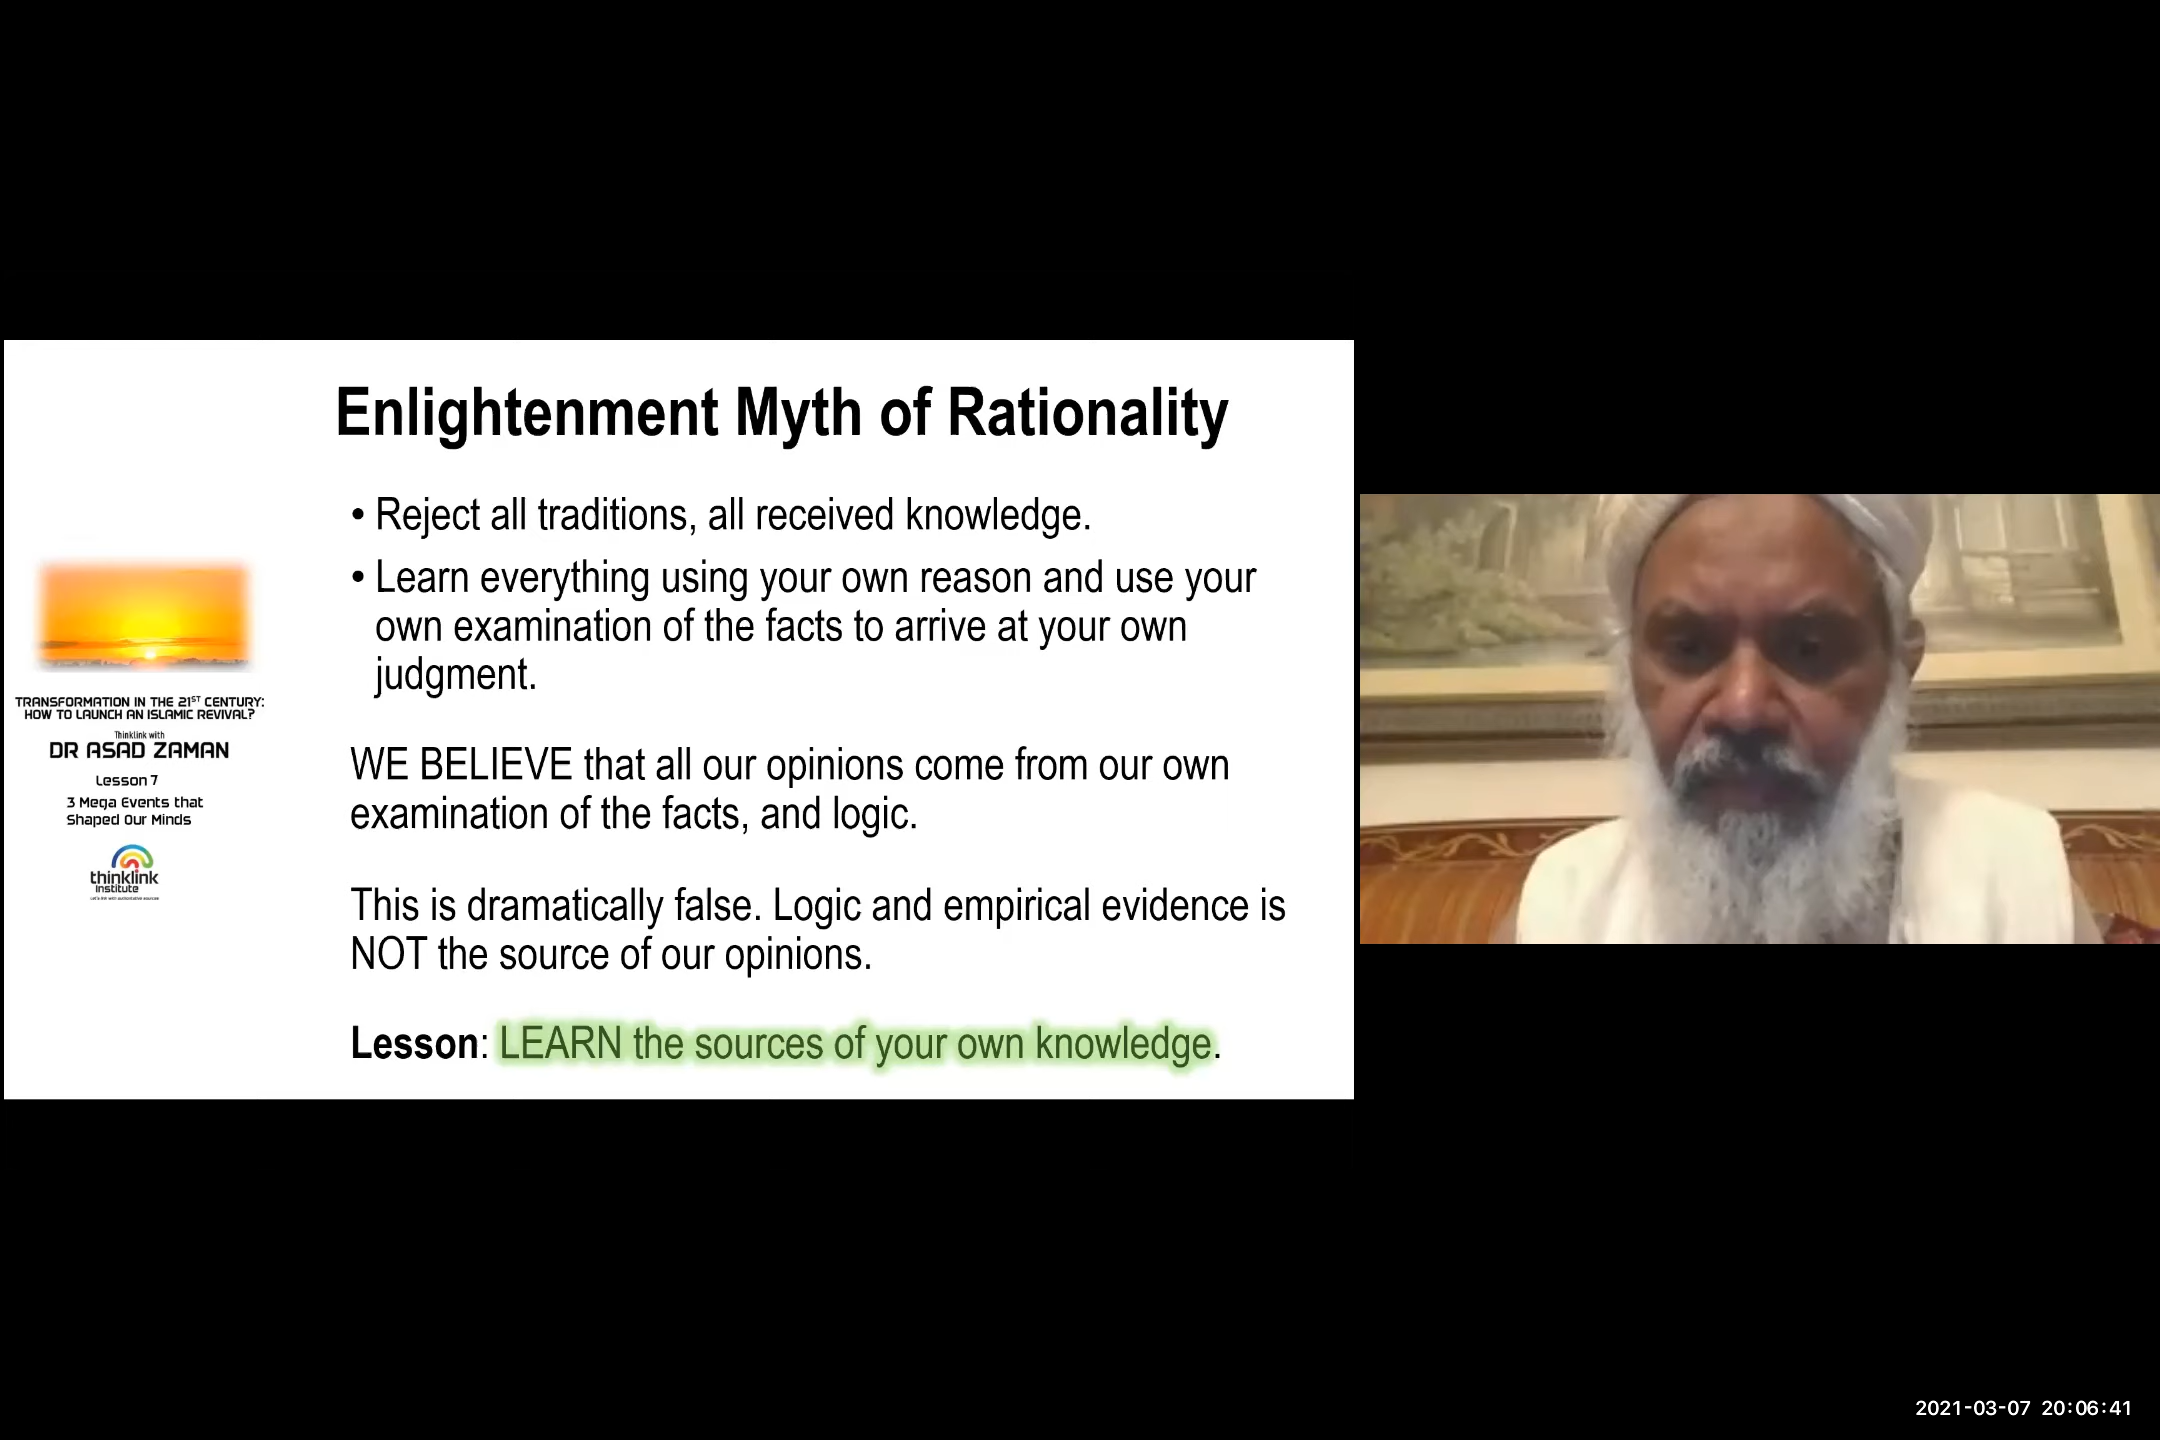 Enlightenment Myth of Rationality
• Reject all traditions, all received knowledge.
• Learn everything using your own reason and use your
own examination of the facts to arrive at your own
judgment.
WE BELIEVE that all our opinions come from our own
examination of the facts, and logic.
This is dramatically false. Logic and empirical evidence is
NOT the source of our opinions.
Lesson: LEARN the sources of your own knowledge.
TRANSFORMATION IN THE 21ST CENTURY:
HOW TO LAUNCH AN ISLAMIC REVIVAL?
Thinklink with
DR ASAD ZAMAN
Lesson 7
3 Mega Events that
Shaped Our Minds
thinklink
institute
Let's link with authoritative sources
2021-03-07 20:06:41